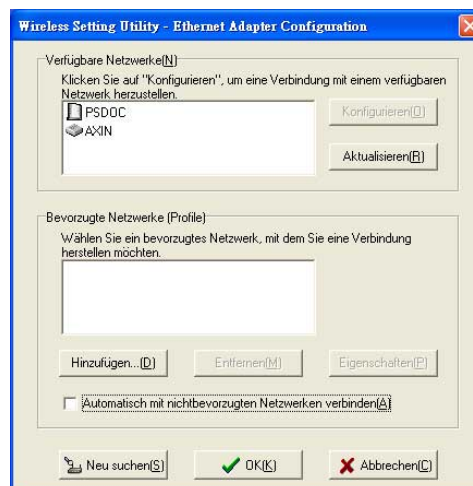 Wireless Setting Utility - Ethernet Adapter Configuration
Verfügbare Netzwerke(N)
Klicken Sie auf "Konfigurieren", um eine Verbindung mit einem verfügbaren
Netzwerk herzustellen.
PSDOC
AXIN
Konfigurieren(O)
Aktualisieren(R)
Bevorzugte Netzwerke (Profile)
Wählen Sie ein bevorzugtes Netzwerk, mit dem Sie eine Verbindung
herstellen möchten.
Hinzufügen...(D)
Entfernen(M)
Eigenschaften(P)
Automatisch mit nichtbevorzugten Netzwerken verbinden(A)
Neu suchen(S)
OK(K)
Abbrechen(C)